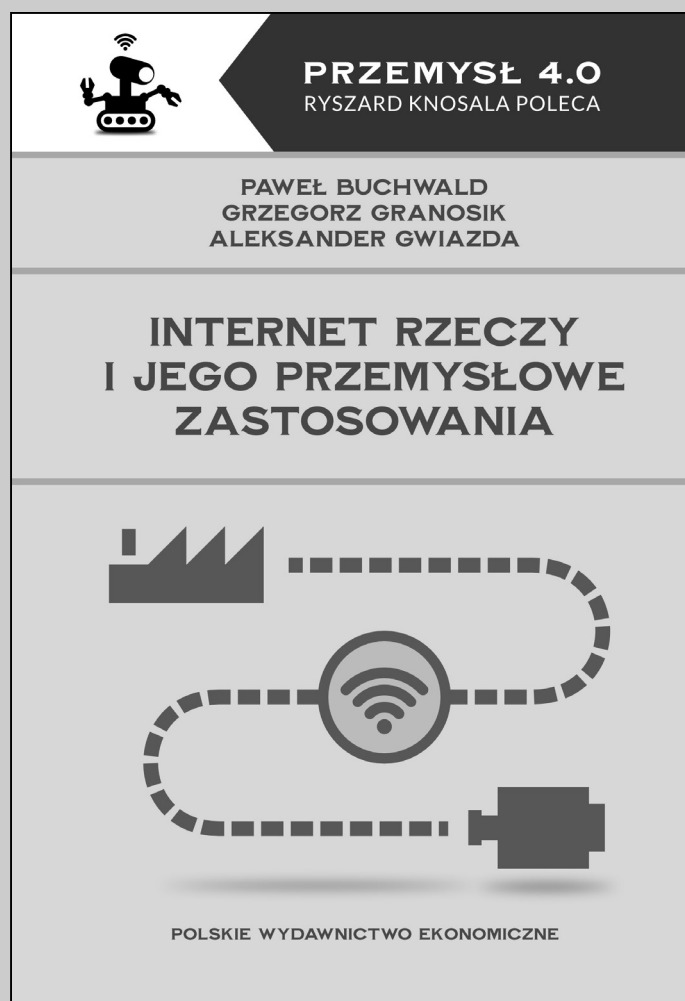 PRZEMYSŁ 4.0
RYSZARD KNOSALA POLECA
PAWEŁ BUCHWALD
GRZEGORZ GRANOSIK
ALEKSANDER GWIAZDA
INTERNET RZECZY
I JEGO PRZEMYSŁOWE
ZASTOSOWANIA
POLSKIE WYDAWNICTWO EKONOMICZNE